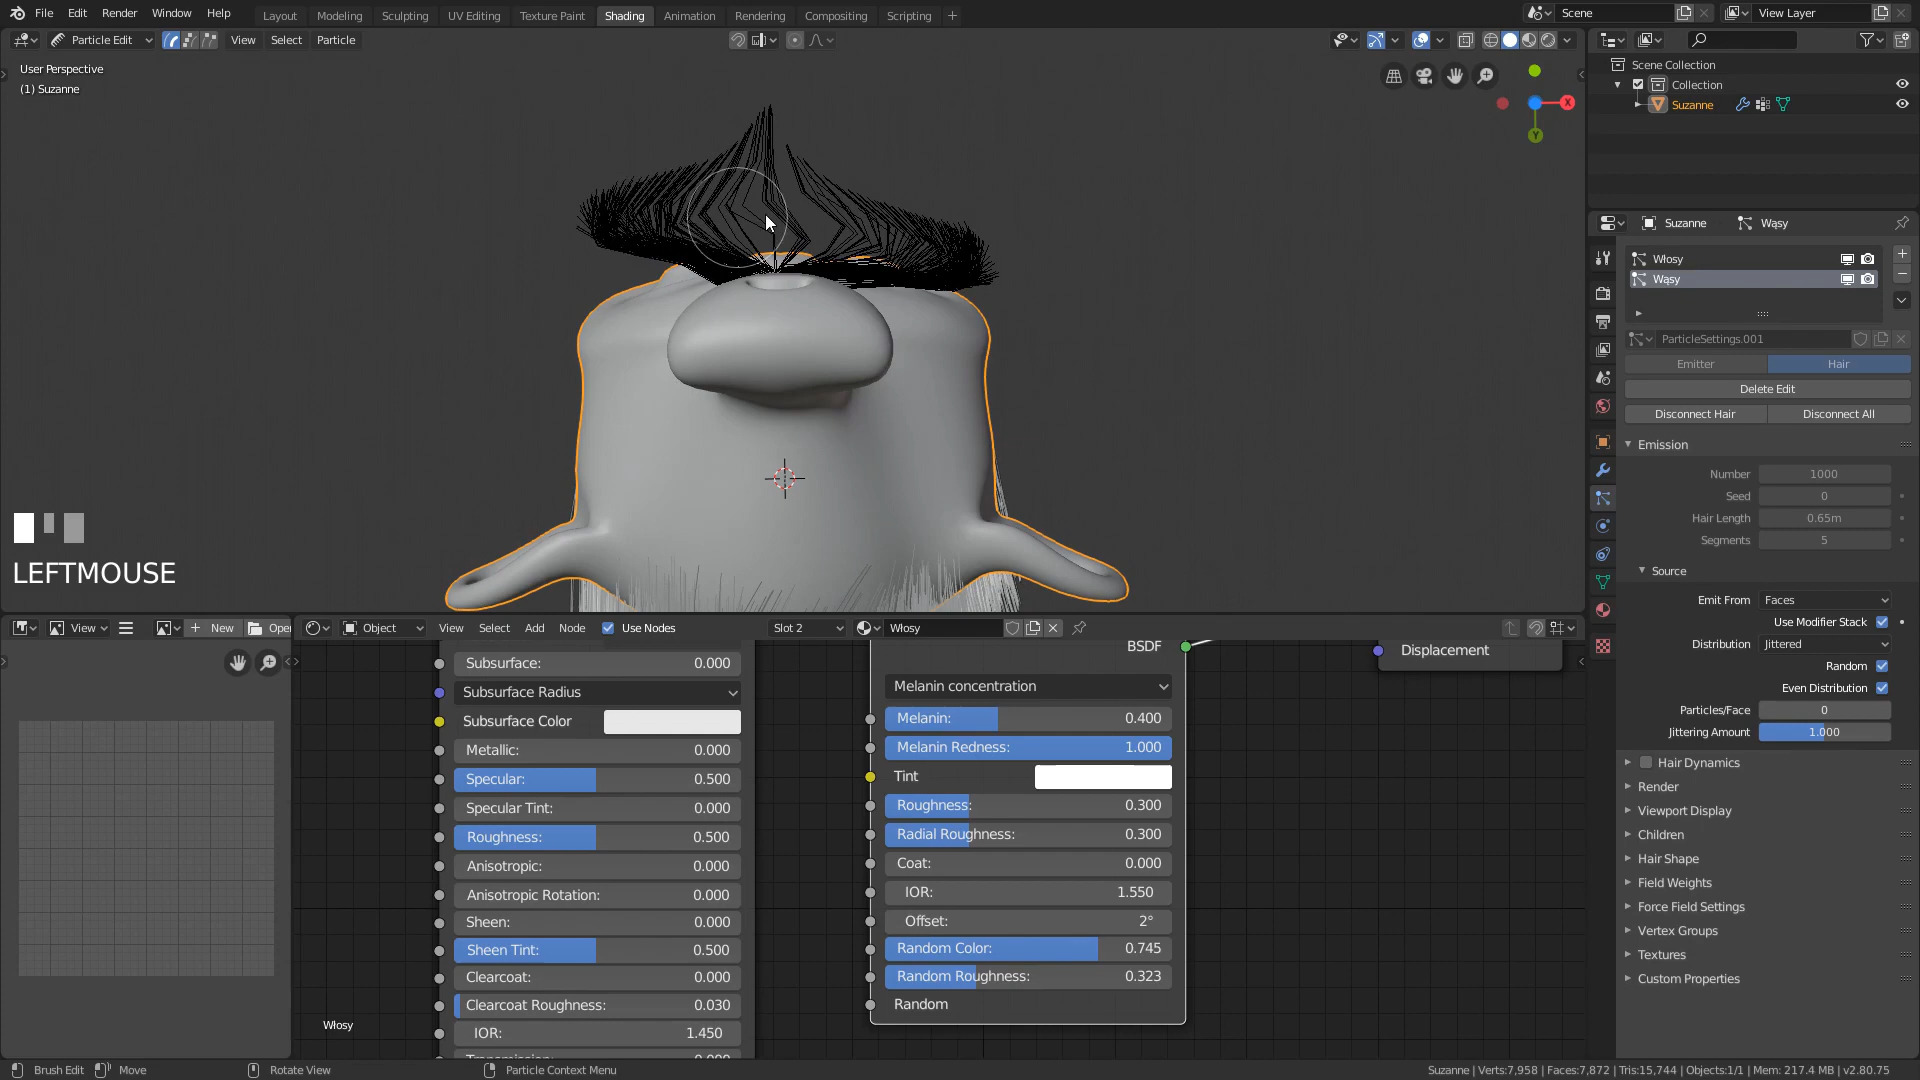 File Edit Render Window Help Layout Modeling Sculpting UV Editing Texture Paint Shading Animation Rendering Compositing Scripting + Scene View Layer
Particle Edit View Select Particle
User Perspective
(1) Suzanne
Scene Collection
Collection
Suzanne
Suzanne Wąsy
Włosy
Wąsy
ParticleSettings.001
Emitter Hair
Delete Edit
Disconnect Hair Disconnect All
Emission
Number 1000
Seed 0
Hair Length 0.65m
Segments 5
Source
Emit From Faces
Use Modifier Stack
Distribution Jittered
Random
Even Distribution
Particles/Face 0
Jittering Amount 1.000
Hair Dynamics
Render
Viewport Display
Children
Hair Shape
Field Weights
Force Field Settings
Vertex Groups
Textures
Custom Properties
X
Y
LEFTMOUSE
View New Open
Object View Select Add Node Use Nodes Slot 2 Włosy
Subsurface: 0.000
Subsurface Radius
Subsurface Color
Metallic: 0.000
Specular: 0.500
Specular Tint: 0.000
Roughness: 0.500
Anisotropic: 0.000
Anisotropic Rotation: 0.000
Sheen: 0.000
Sheen Tint: 0.500
Clearcoat: 0.000
Clearcoat Roughness: 0.030
IOR: 1.450
BSDF
Melanin concentration
Melanin: 0.400
Melanin Redness: 1.000
Tint
Roughness: 0.300
Radial Roughness: 0.300
Coat: 0.000
IOR: 1.550
Offset: 2°
Random Color: 0.745
Random Roughness: 0.323
Random
Displacement
Włosy
Brush Edit Move Rotate View Particle Context Menu Suzanne | Verts:7,958 | Faces:7,872 | Tris:15,744 | Objects:1/1 | Mem: 217.4 MB | v2.80.75